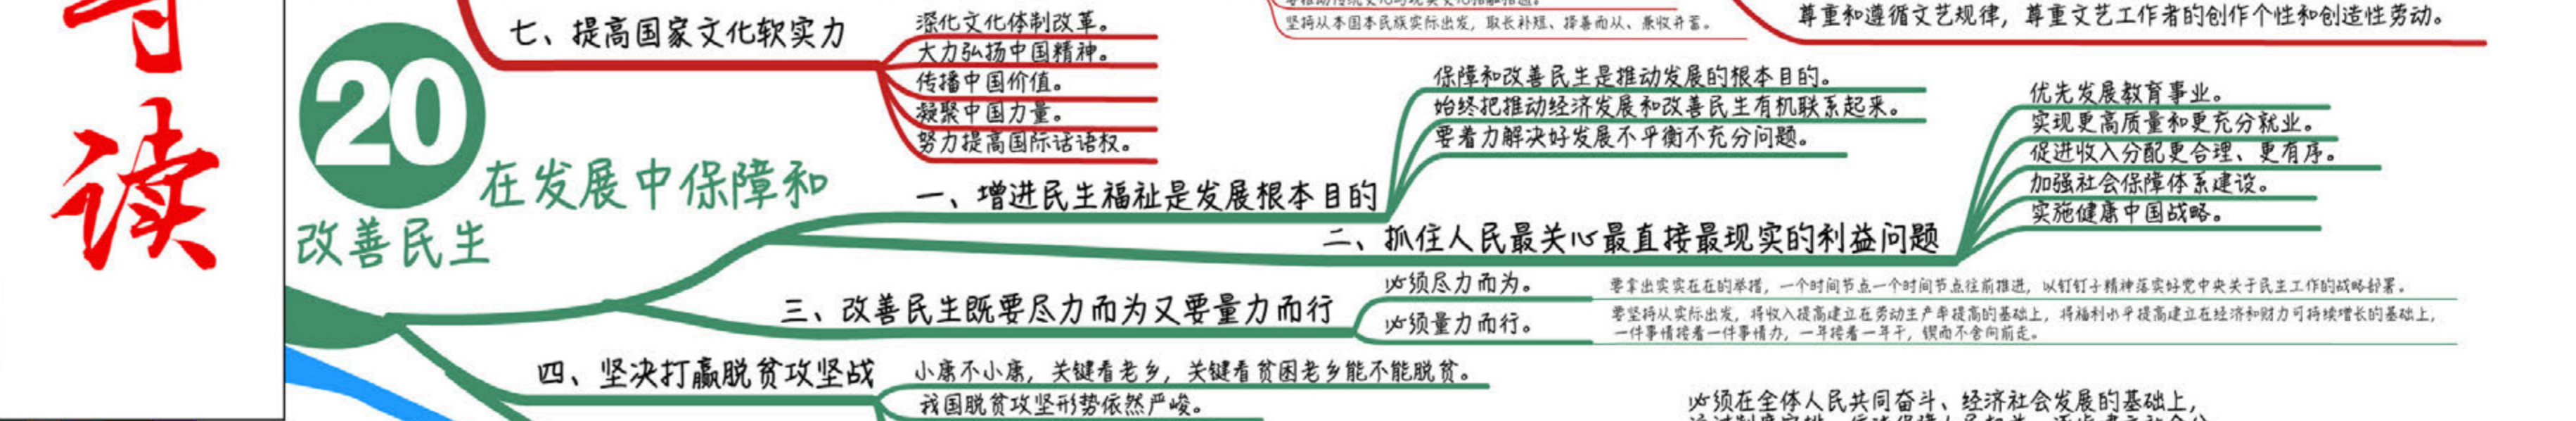 读
七、提高国家文化软实力
深化文化体制改革。
大力弘扬中国精神。
传播中国价值。
凝聚中国力量。
努力提高国际话语权。
坚持从本国本民族实际出发，取长补短、择善而从、兼收并蓄。
尊重和遵循文艺规律，尊重文艺工作者的创作个性和创造性劳动。
20
在发展中保障和
改善民生
一、增进民生福祉是发展根本目的
保障和改善民生是推动发展的根本目的。
始终把推动经济发展和改善民生有机联系起来。
要着力解决好发展不平衡不充分问题。
二、抓住人民最关心最直接最现实的利益问题
优先发展教育事业。
实现更高质量和更充分就业。
促进收入分配更合理、更有序。
加强社会保障体系建设。
实施健康中国战略。
三、改善民生既要尽力而为又要量力而行
必须尽力而为。
要拿出实实在在的举措，一个时间节点一个时间节点往前推进，以钉钉子精神落实好党中央关于民生工作的战略部署。
必须量力而行。
要坚持从实际出发，将收入提高建立在劳动生产率提高的基础上，将福利水平提高建立在经济和财力可持续增长的基础上，
一件事情接着一件事情办，一年接着一年干，锲而不舍向前走。
四、坚决打赢脱贫攻坚战
小康不小康，关键看老乡，关键看贫困老乡能不能脱贫。
我国脱贫攻坚形势依然严峻。
必须在全体人民共同奋斗、经济社会发展的基础上，